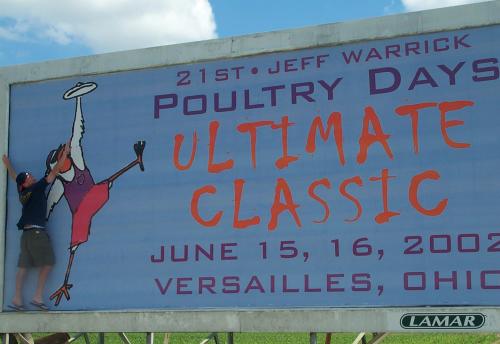 21ST • JEFF WARRICK
POULTRY DAYS
ULTIMATE
CLASSIC
JUNE 15, 16, 2002
VERSAILLES, OHIO
LAMAR